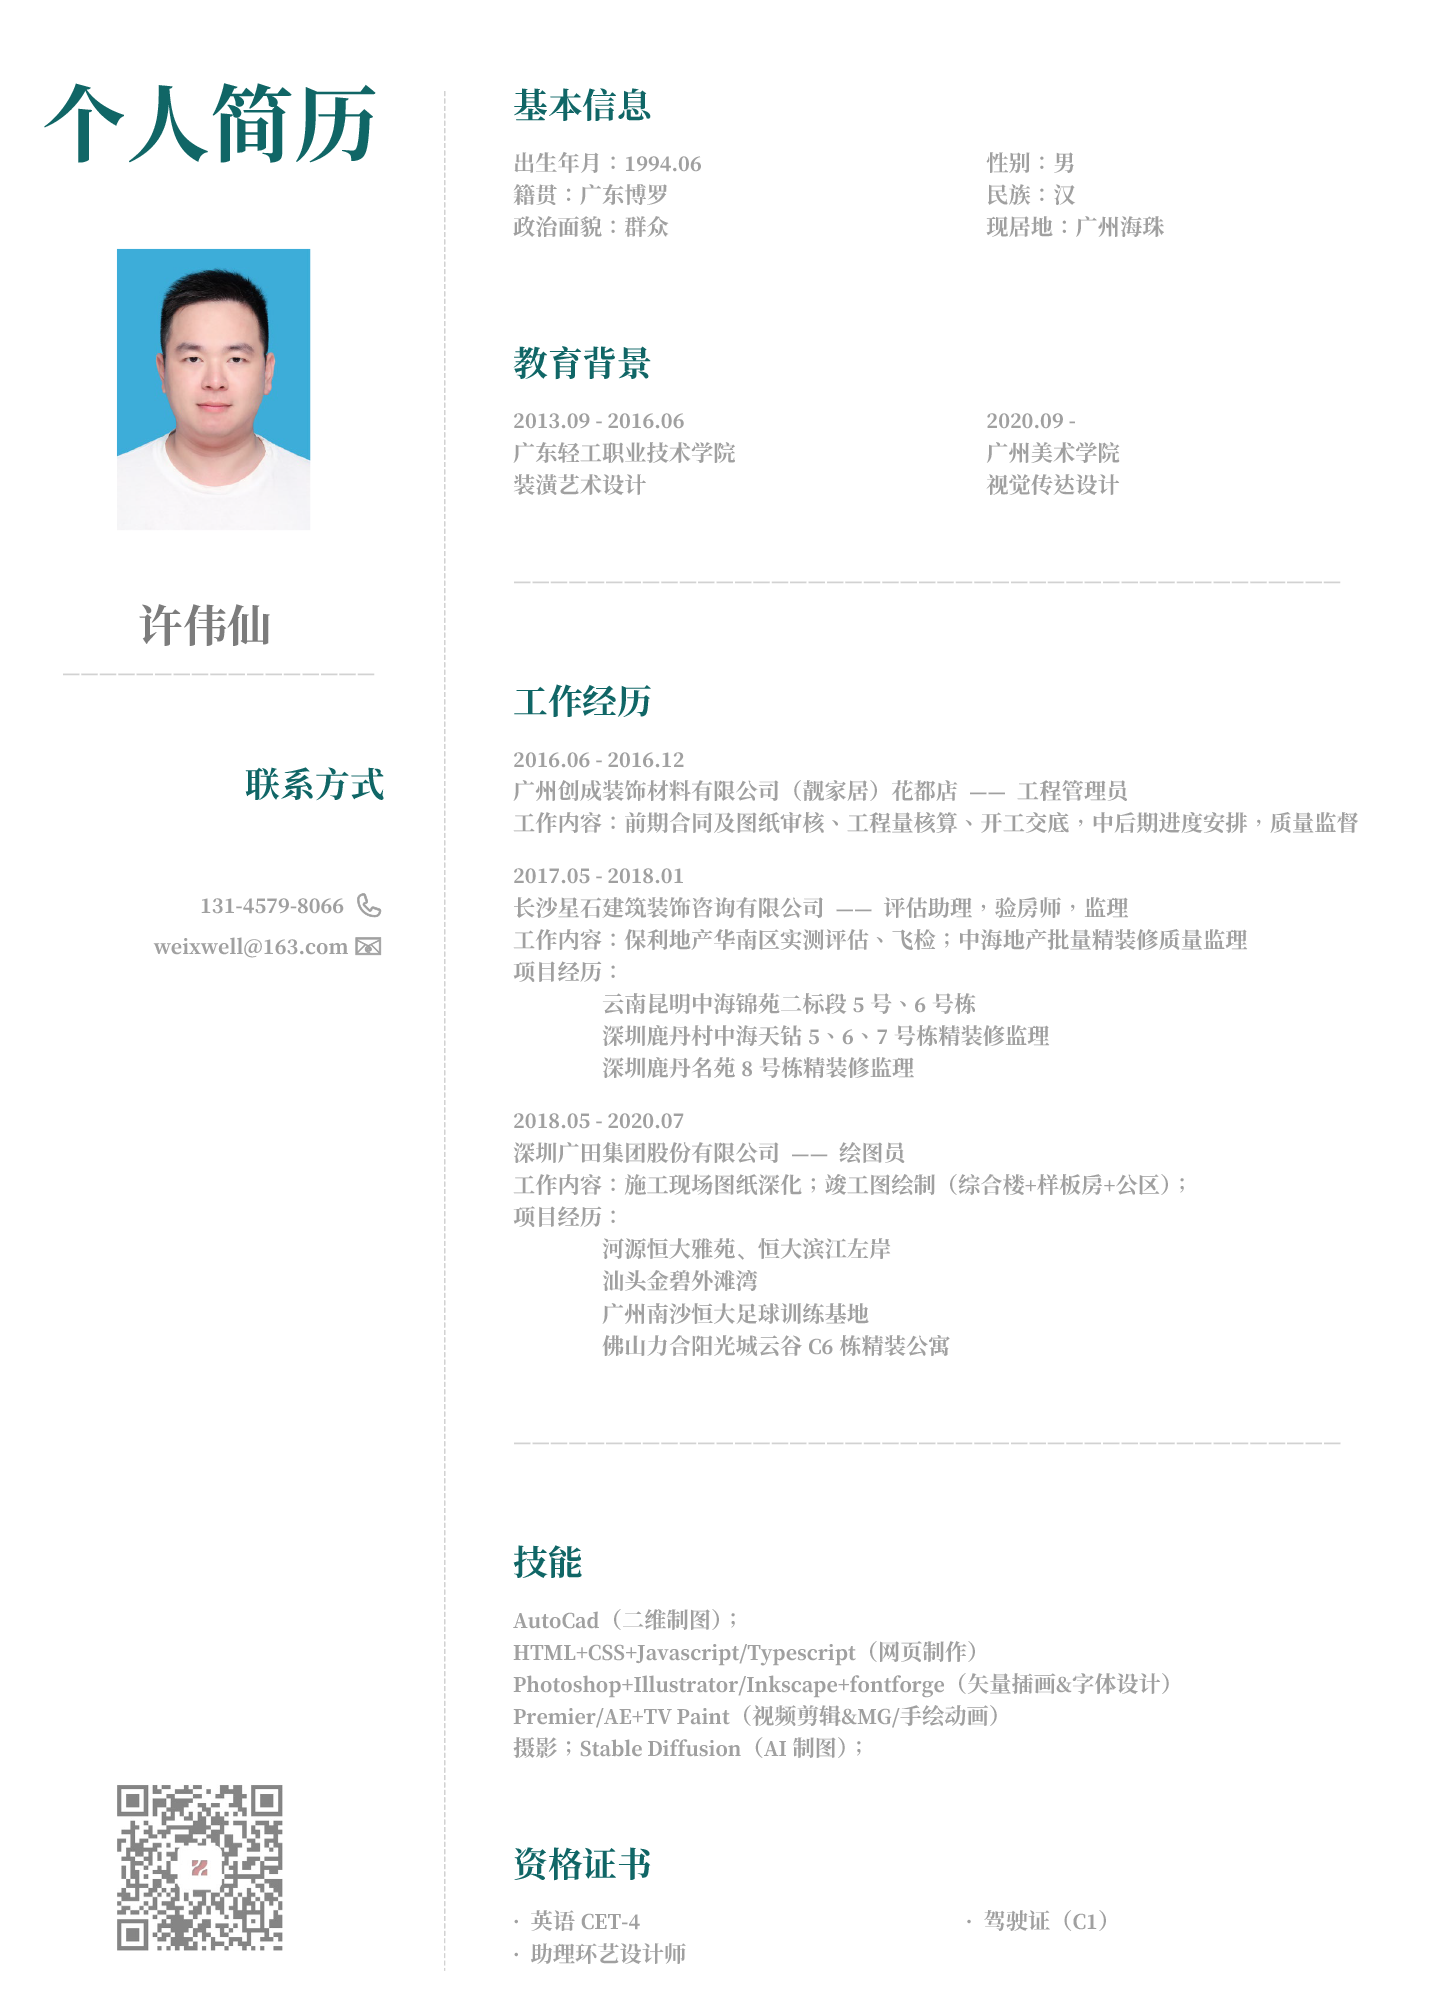 个人简历
许伟仙
联系方式
131-4579-8066
weixwell@163.com
基本信息
出生年月：1994.06
性别：男
籍贯：广东博罗
民族：汉
政治面貌：群众
现居地：广州海珠
教育背景
2013.09 - 2016.06
广东轻工职业技术学院
装潢艺术设计
2020.09 -
广州美术学院
视觉传达设计
工作经历
2016.06 - 2016.12
广州创成装饰材料有限公司（靓家居）花都店 —— 工程管理员
工作内容：前期合同及图纸审核、工程量核算、开工交底，中后期进度安排，质量监督
2017.05 - 2018.01
长沙星石建筑装饰咨询有限公司 —— 评估助理，验房师，监理
工作内容：保利地产华南区实测评估、飞检；中海地产批量精装修质量监理
项目经历：
云南昆明中海锦苑二标段 5 号、6 号栋
深圳鹿丹村中海天钻 5、6、7 号栋精装修监理
深圳鹿丹名苑 8 号栋精装修监理
2018.05 - 2020.07
深圳广田集团股份有限公司 —— 绘图员
工作内容：施工现场图纸深化；竣工图绘制（综合楼+样板房+公区）；
项目经历：
河源恒大雅苑、恒大滨江左岸
汕头金碧外滩湾
广州南沙恒大足球训练基地
佛山力合阳光城云谷 C6 栋精装公寓
技能
AutoCad（二维制图）；
HTML+CSS+Javascript/Typescript（网页制作）
Photoshop+Illustrator/Inkscape+fontforge（矢量插画&字体设计）
Premier/AE+TV Paint（视频剪辑&MG/手绘动画）
摄影；Stable Diffusion（AI 制图）；
资格证书
· 英语 CET-4
· 驾驶证（C1）
· 助理环艺设计师